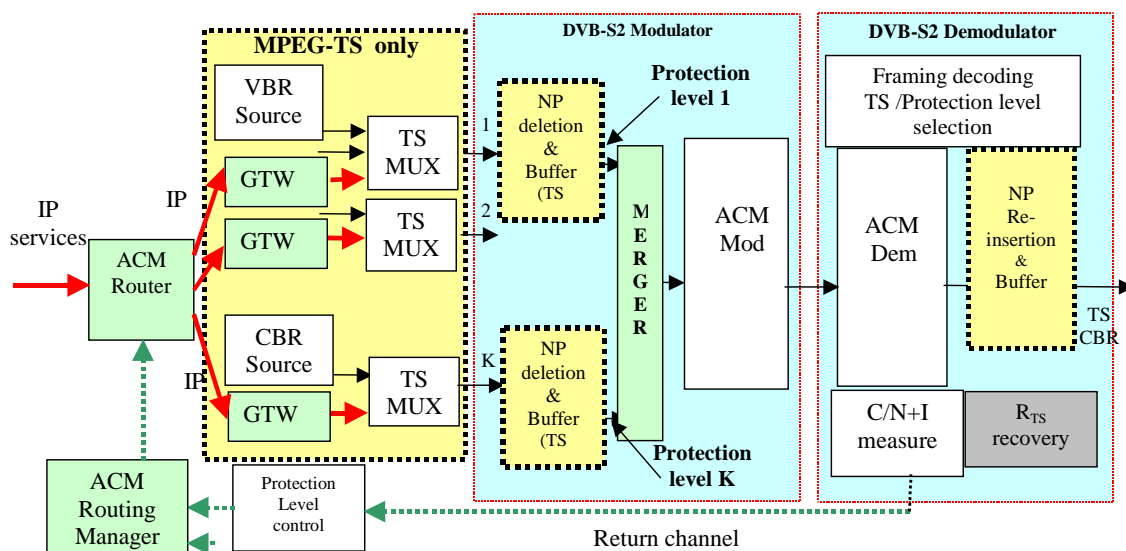 MPEG-TS only
VBR
Source
TS
MUX
GTW
IP
IP
services
ACM
Router
GTW
TS
MUX
CBR
Source
IP
TS
MUX
GTW
ACM
Routing
Manager
Protection
Level
control
DVB-S2 Modulator
1
2
K
NP
deletion
&
Buffer
(TS
Protection
level 1
MERGER
ACM
Mod
NP
deletion
&
Buffer
(TS
Protection
level K
DVB-S2 Demodulator
Framing decoding
TS /Protection level
selection
ACM
Dem
NP
Re-
insertion
&
Buffer
TS
CBR
C/N+I
measure
RTS
recovery
Return channel